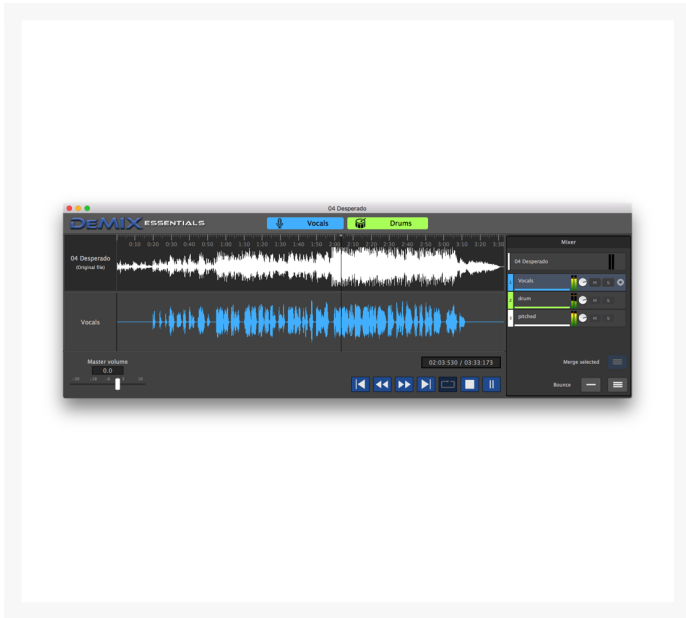 04 Desperado
DeMIX ESSENTIALS
Vocals
Drums
0:10 0:20 0:30 0:40 0:50 1:00 1:10 1:20 1:30 1:40 1:50 2:00 2:10 2:20 2:30 2:40 2:50 3:00 3:10 3:20 3:30
04 Desperado
(Original file)
Vocals
Master volume
0.0
02:03:530 / 03:33:173
Mixer
04 Desperado
1 Vocals M S
2 drum M S
3 pitched M S
Merge selected
Bounce